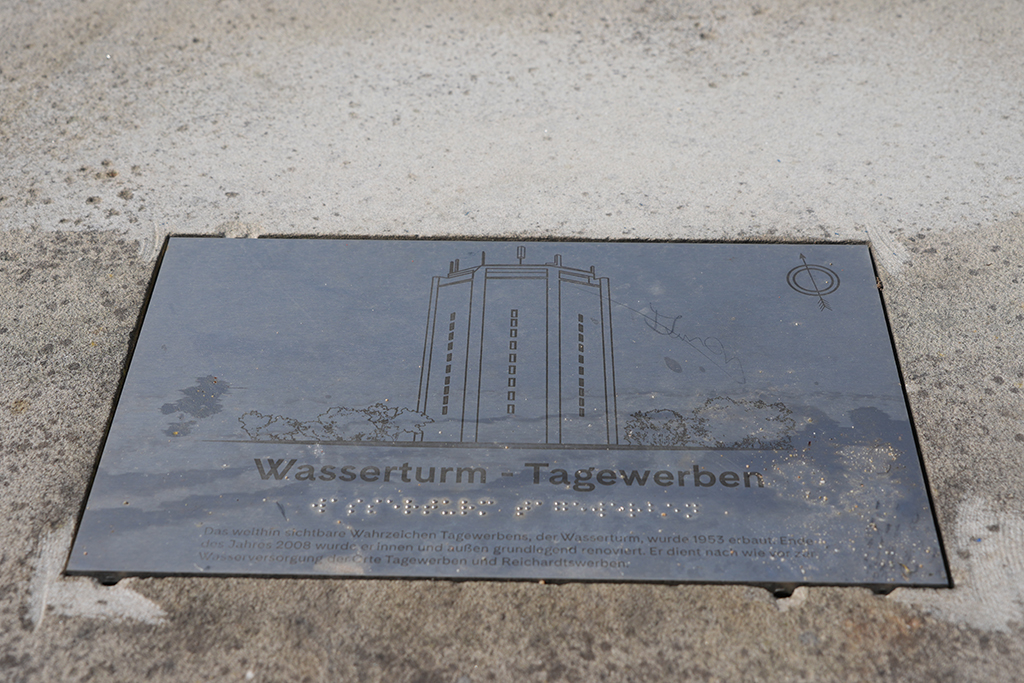 Wasserturm - Tagewerben
Das weithin sichtbare Wahrzeichen Tagewerbens, der Wasserturm, wurde 1953 erbaut. Ende
des Jahres 2008 wurde er innen und außen grundlegend renoviert. Er dient nach wie vor zur
Wasserversorgung der Orte Tagewerben und Reichardtswerben.